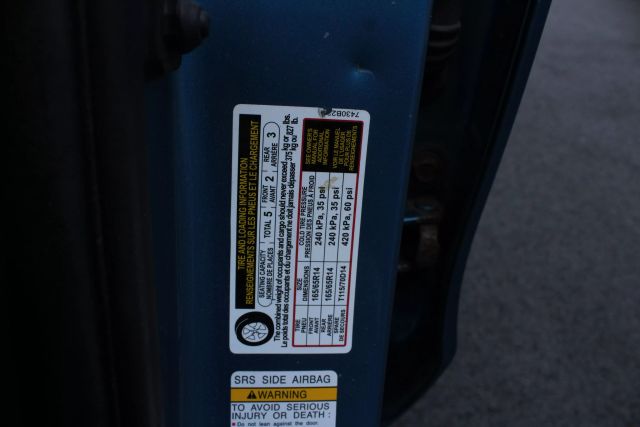 TIRE AND LOADING INFORMATION
RENSEIGNEMENTS SUR LES PNEUS ET LE CHARGEMENT
SEATING CAPACITY
NOMBRE DE PLACES
TOTAL 5
FRONT
AVANT
2
REAR
ARRIÈRE
3
The combined weight of occupants and cargo should never exceed
Le poids total des occupants et du chargement ne doit jamais dépasser
375
kg or
kg ou
827
lbs.
lb.
TIRE
PNEU
SIZE
DIMENSIONS
COLD TIRE PRESSURE
PRESSION DES PNEUS À FROID
SEE OWNER'S
MANUAL FOR
ADDITIONAL
INFORMATION
VOIR LE MANUEL
DE L'USAGER
POUR PLUS DE
RENSEIGNEMENTS
FRONT
AVANT
165/65R14
240 kPa, 35 psi
REAR
ARRIÈRE
165/65R14
240 kPa, 35 psi
SPARE
DE SECOURS
T115/70D14
420 kPa, 60 psi
SRS SIDE AIRBAG
WARNING
TO AVOID SERIOUS
INJURY OR DEATH :
Do not lean against the door.